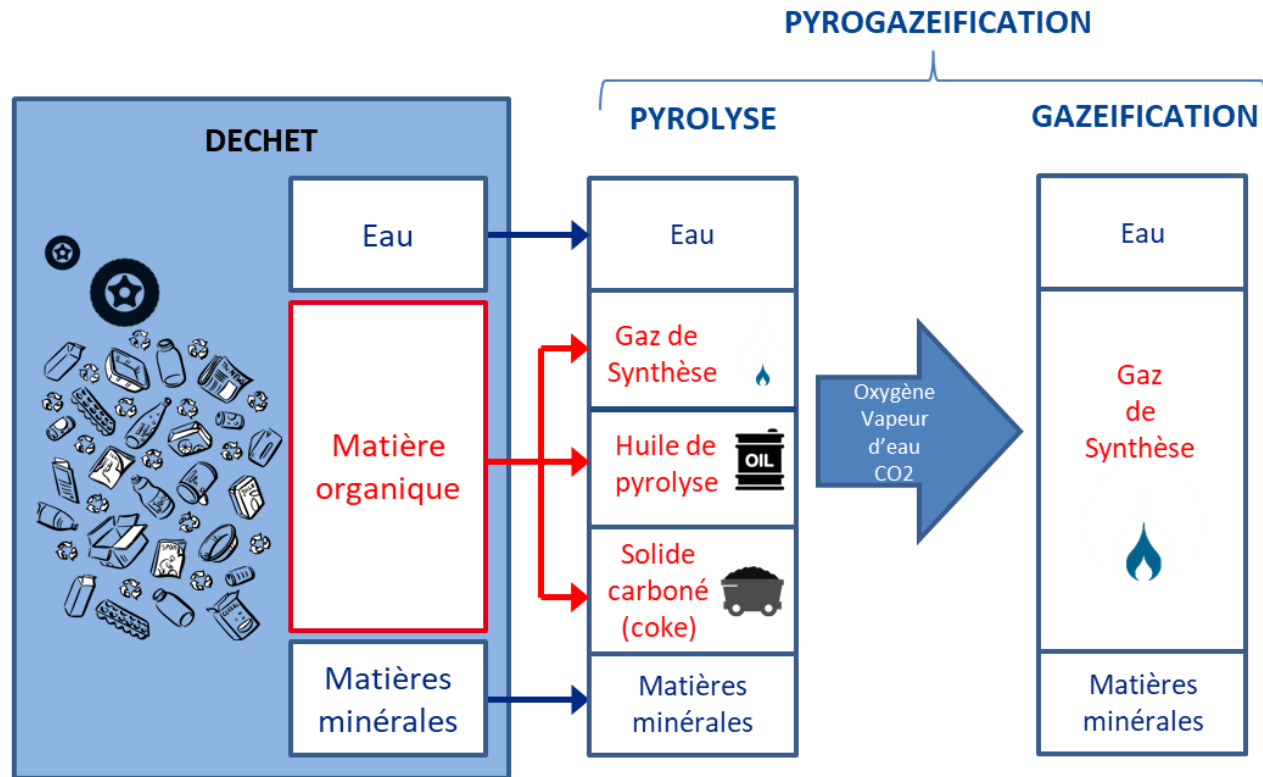 PYROGAZEIFICATION
PYROLYSE
GAZEIFICATION
DECHET
Eau
Matière
organique
Matières
minérales
Eau
Gaz de
Synthèse
Huile de
pyrolyse
OIL
Solide
carboné
(coke)
Matières
minérales
Oxygène
Vapeur
d'eau
CO2
Eau
Gaz
de
Synthèse
Matières
minérales